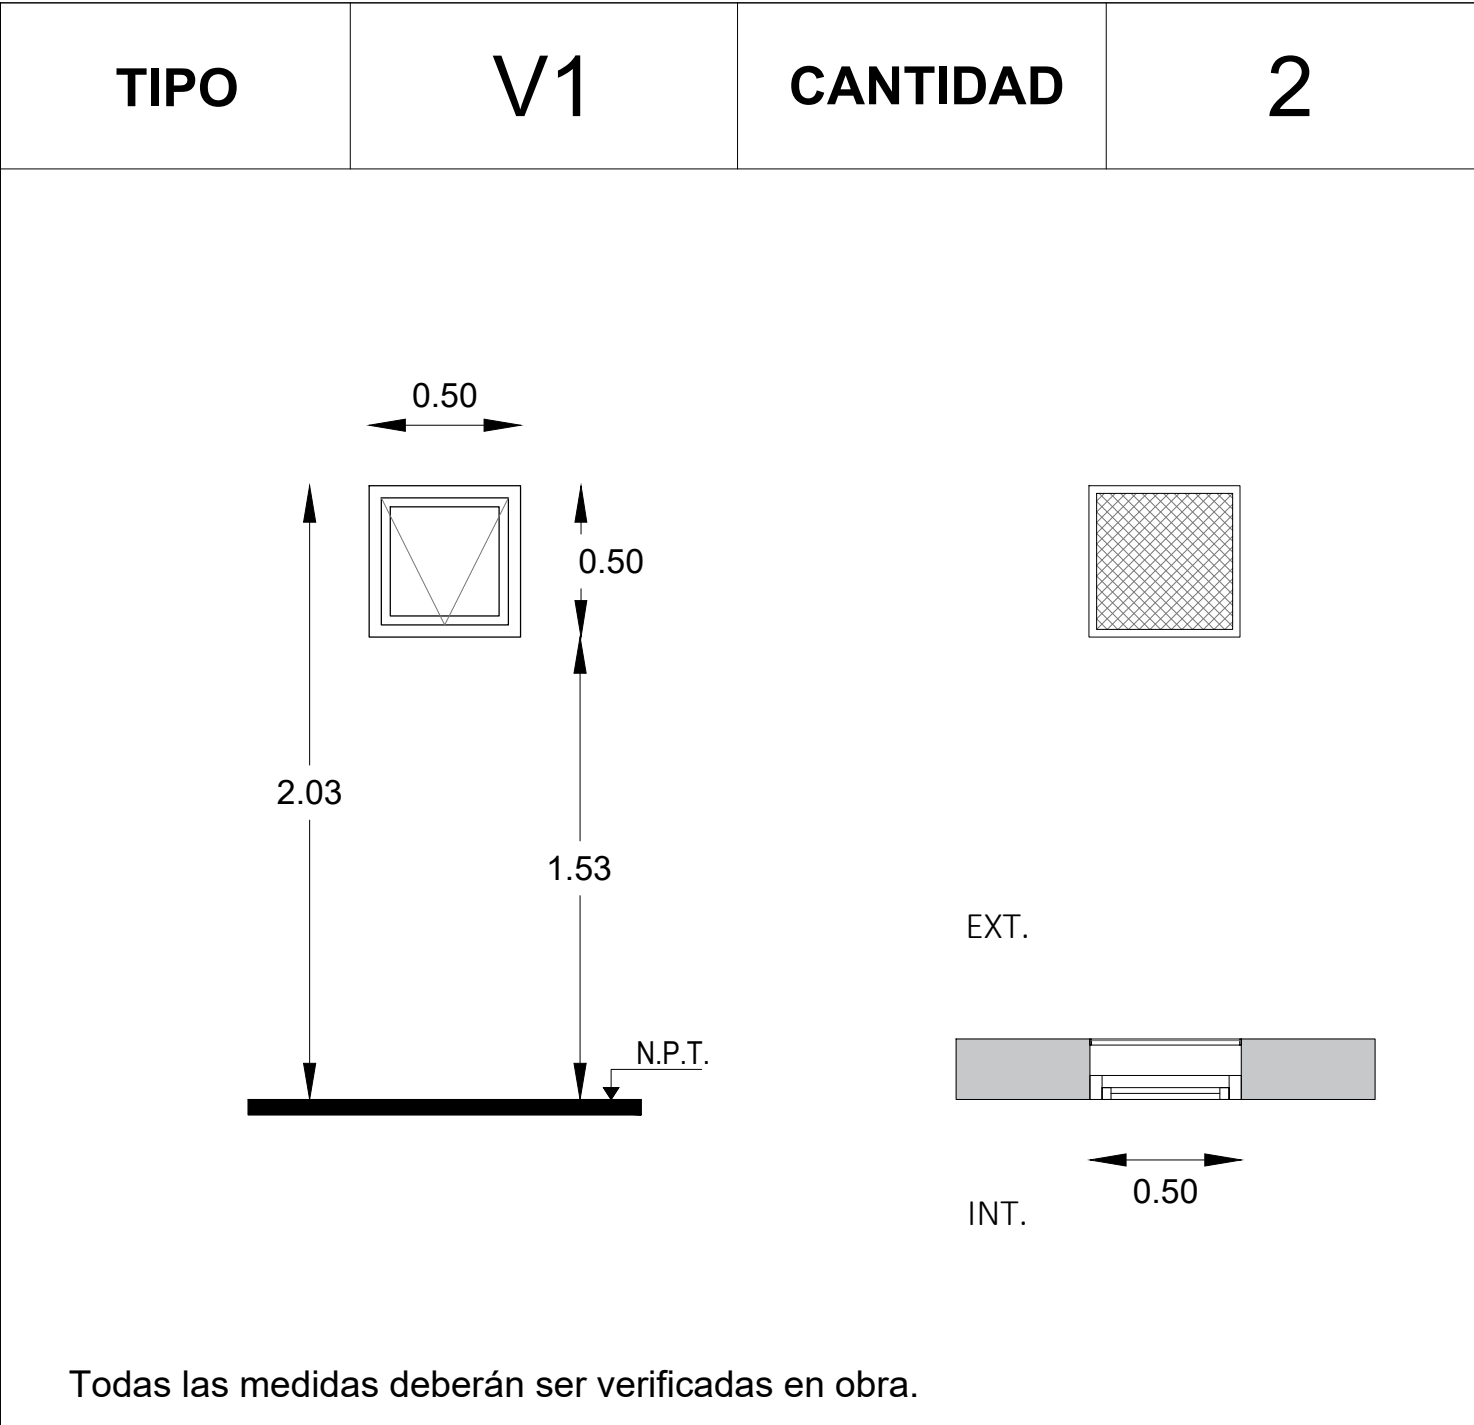 TIPO V1 CANTIDAD 2
0.50
0.50
2.03
1.53
EXT.
N.P.T.
0.50
INT.
Todas las medidas deberán ser verificadas en obra.